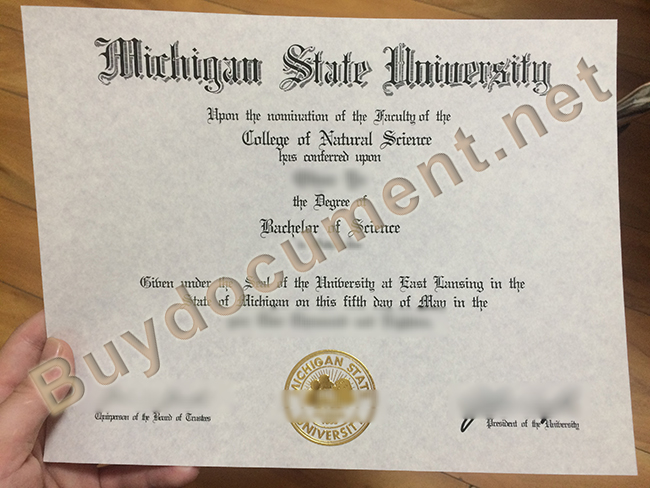 Michigan State University
Upon the nomination of the Faculty of the
College of Natural Science
has conferred upon
the Degree of
Bachelor of Science
Given under the Seal of the University at East Lansing in the
State of Michigan on this fifth day of May in the
MICHIGAN STATE
UNIVERSITY
Chairperson of the Board of Trustees
President of the University
Buydocument.net